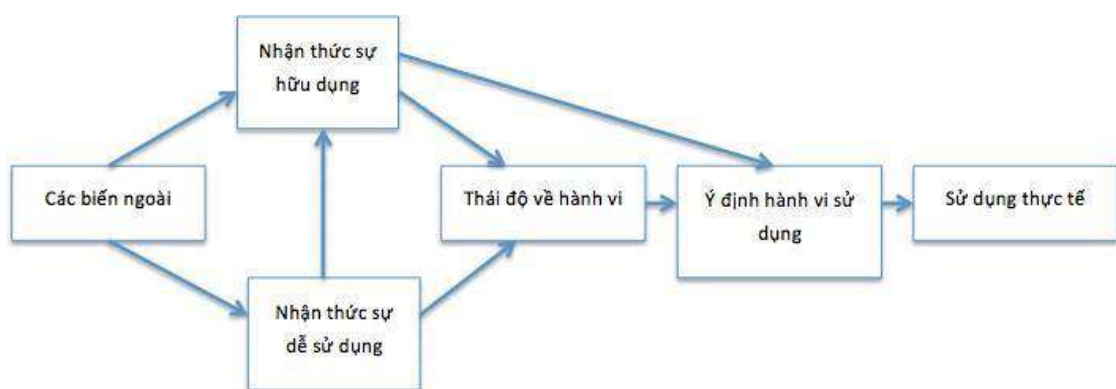 Nhận thức sự
hữu dụng
Các biến ngoài
Thái độ về hành vi
Ý định hành vi sử
dụng
Sử dụng thực tế
Nhận thức sự
dễ sử dụng